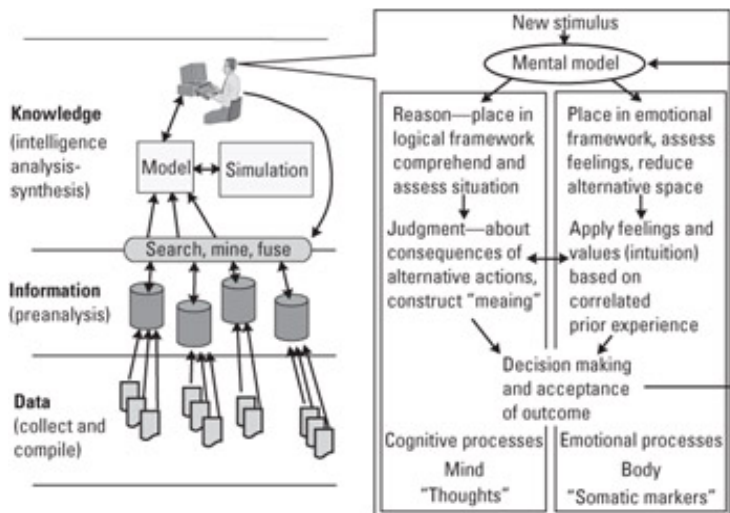 Knowledge
(intelligence
analysis-
synthesis)
Model
Simulation
Search, mine, fuse
Information
(preanalysis)
Data
(collect and
compile)
New stimulus
Mental model
Reason—place in
logical framework
comprehend and
assess situation
Judgment—about
consequences of
alternative actions,
construct "meaing"
Place in emotional
framework, assess
feelings, reduce
alternative space
Apply feelings and
values (intuition)
based on
correlated
prior experience
Decision making
and acceptance
of outcome
Cognitive processes
Mind
"Thoughts"
Emotional processes
Body
"Somatic markers"